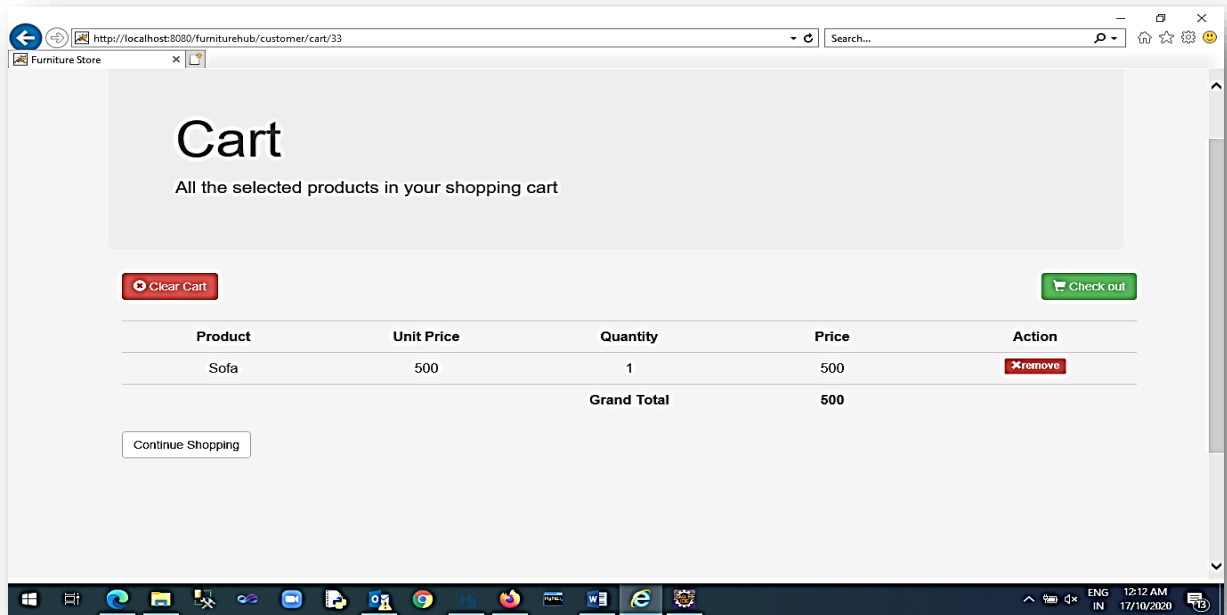 http://localhost:8080/furniturehub/customer/cart/33
Search...
Furniture Store
Cart
All the selected products in your shopping cart
Clear Cart
Check out
Product Unit Price Quantity Price Action
Sofa 500 1 500 remove
Grand Total 500
Continue Shopping
ENG 12:12 AM
IN 17/10/2020
13